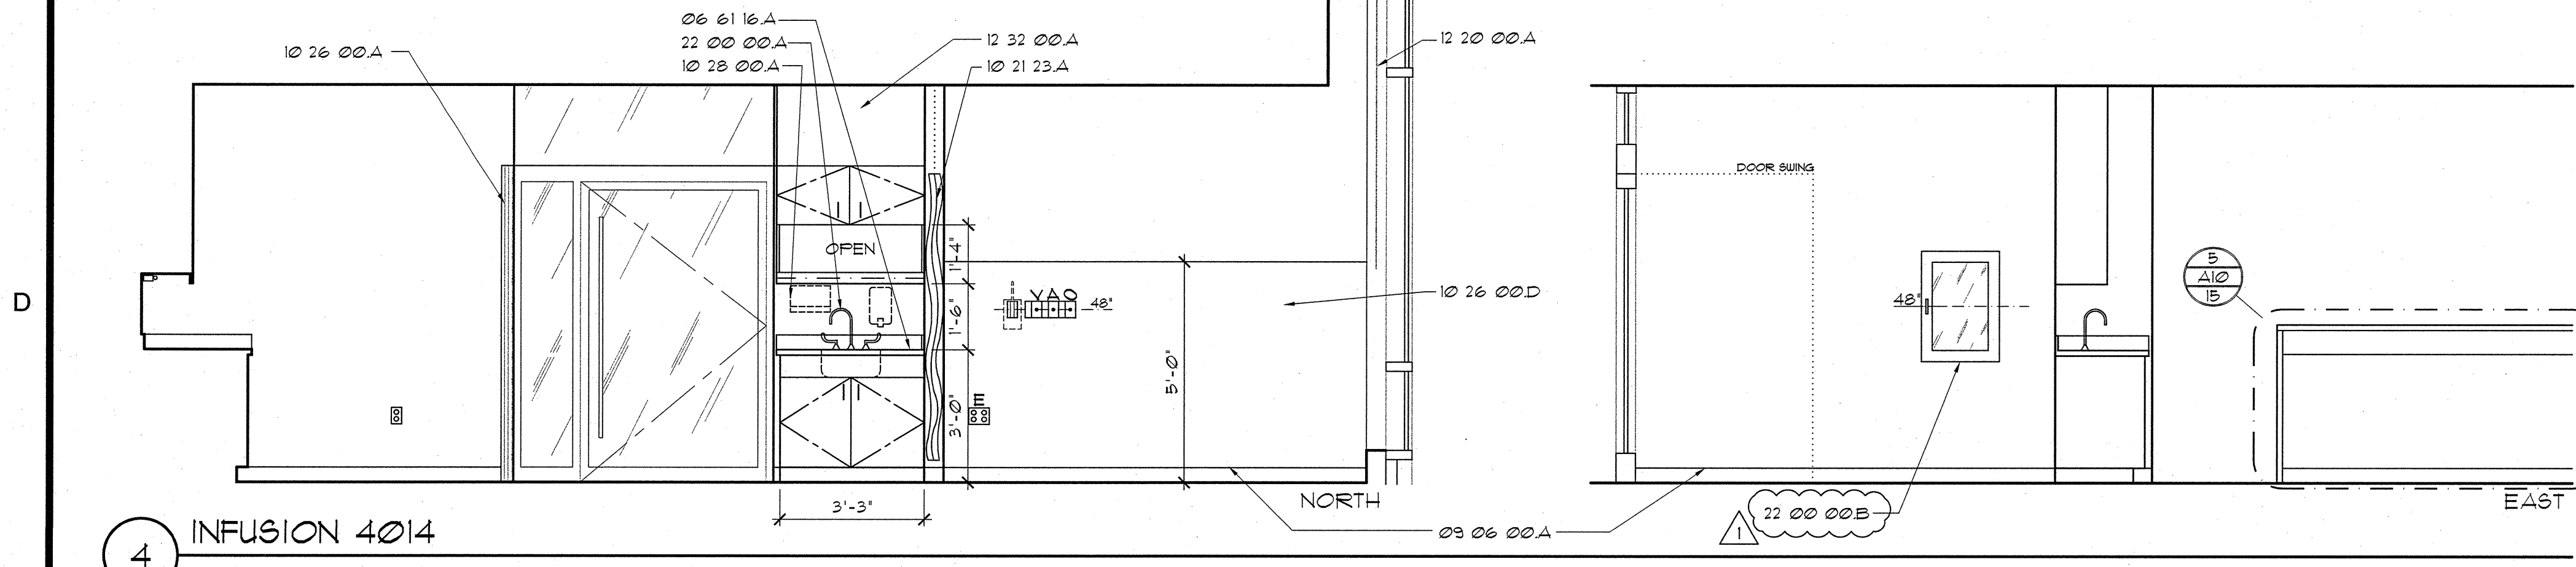 06 61 16.A
22 00 00.A
10 28 00.A
10 26 00.A
12 32 00.A
10 21 23.A
12 20 00.A
DOOR SWING
OPEN
1'-4"
1'-6"
3'-0"
V A O
48"
E
5'-0"
10 26 00.D
48"
5
A10
15
D
3'-3"
NORTH
EAST
22 00 00.B
1
09 06 00.A
4
INFUSION 4014